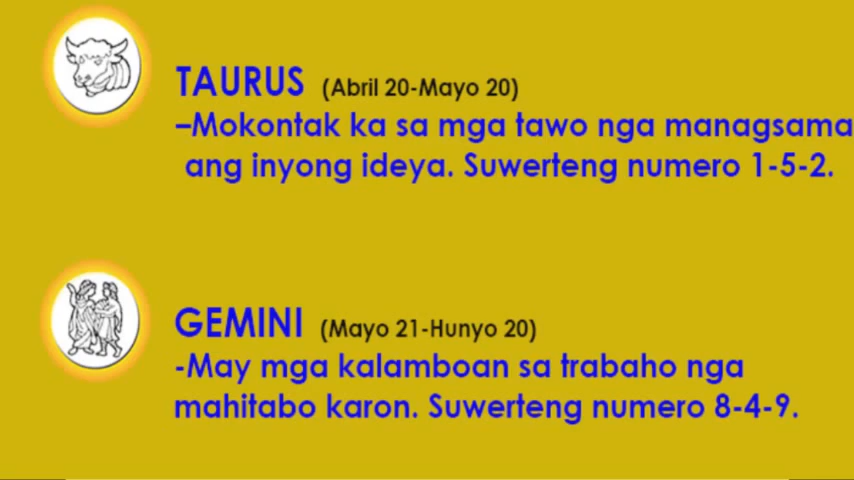 TAURUS (Abril 20-Mayo 20)
–Mokontak ka sa mga tawo nga managsama
ang inyong ideya. Suwerteng numero 1-5-2.
GEMINI (Mayo 21-Hunyo 20)
-May mga kalamboan sa trabaho nga
mahitabo karon. Suwerteng numero 8-4-9.